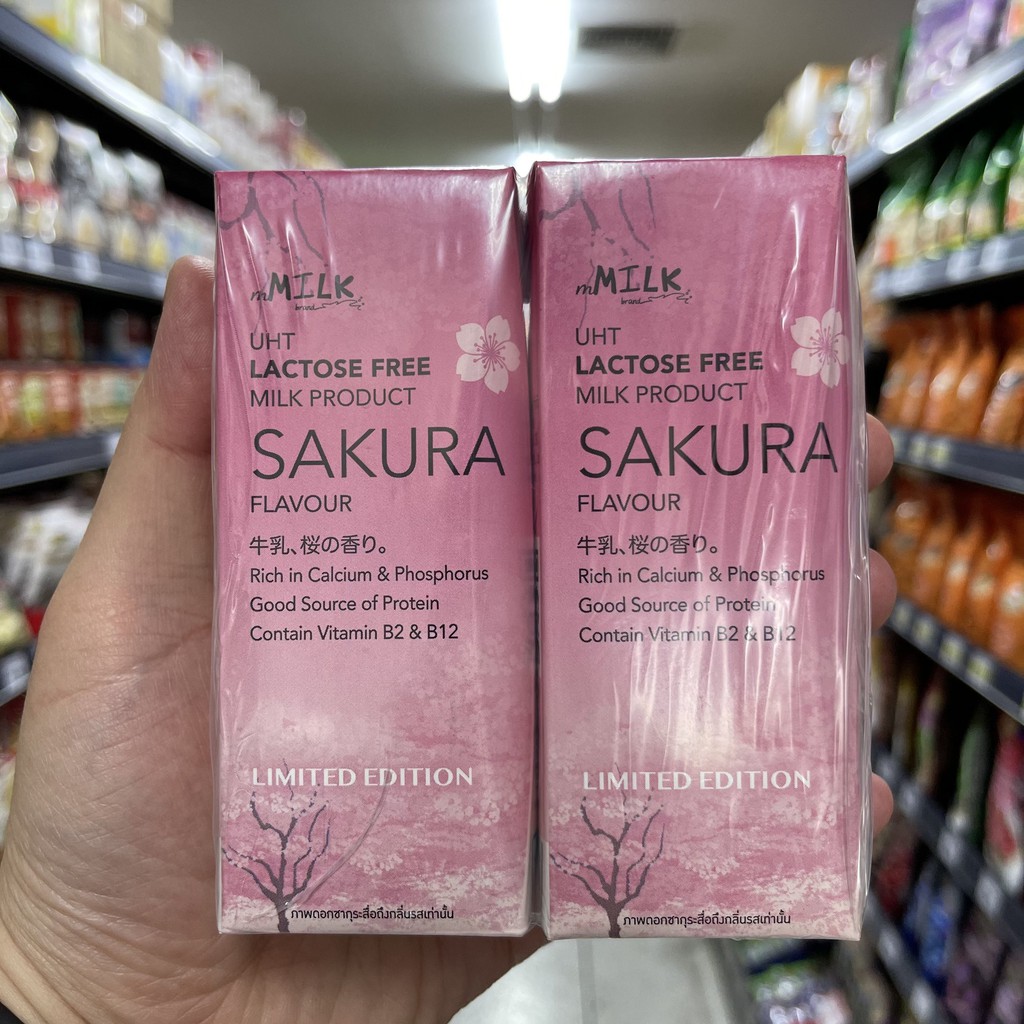 mMILK
brand
UHT
LACTOSE FREE
MILK PRODUCT
SAKURA
FLAVOUR
牛乳、桜の香り。
Rich in Calcium & Phosphorus
Good Source of Protein
Contain Vitamin B2 & B12
LIMITED EDITION
ภาพดอกซากุระสื่อถึงกลิ่นรสเท่านั้น
mMILK
brand
UHT
LACTOSE FREE
MILK PRODUCT
SAKURA
FLAVOUR
牛乳、桜の香り。
Rich in Calcium & Phosphorus
Good Source of Protein
Contain Vitamin B2 & B12
LIMITED EDITION
ภาพดอกซากุระสื่อถึงกลิ่นรสเท่านั้น